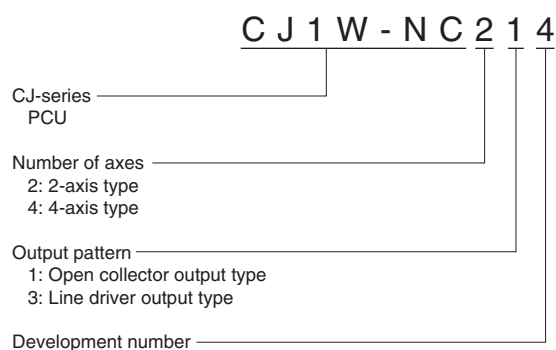 CJ1W-NC214
CJ-series
PCU
Number of axes
2: 2-axis type
4: 4-axis type
Output pattern
1: Open collector output type
3: Line driver output type
Development number